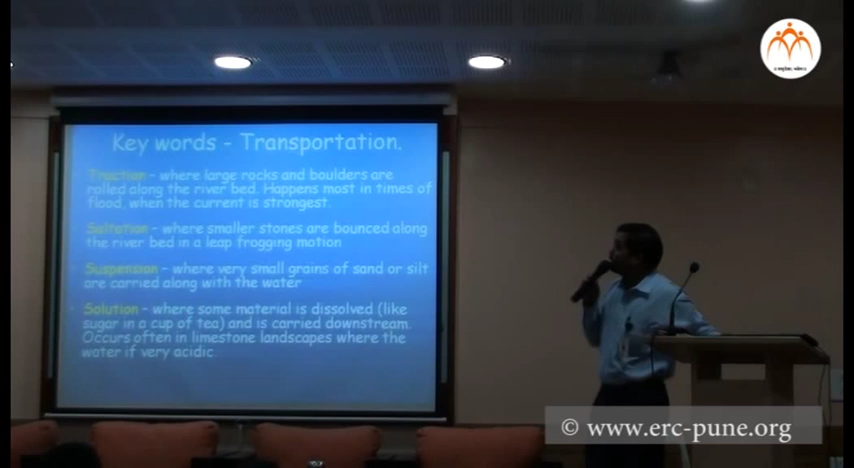 Key words - Transportation.
Traction - where large rocks and boulders are
rolled along the river bed. Happens most in times of
flood, when the current is strongest.
Saltation - where smaller stones are bounced along
the river bed in a leap frogging motion
Suspension - where very small grains of sand or silt
are carried along with the water
Solution - where some material is dissolved (like
sugar in a cup of tea) and is carried downstream.
Occurs often in limestone landscapes where the
water if very acidic.
© www.erc-pune.org